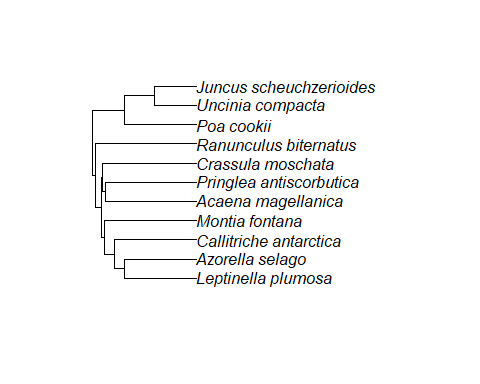 Juncus scheuchzerioides
Uncinia compacta
Poa cookii
Ranunculus biternatus
Crassula moschata
Pringlea antiscorbutica
Acaena magellanica
Montia fontana
Callitriche antarctica
Azorella selago
Leptinella plumosa